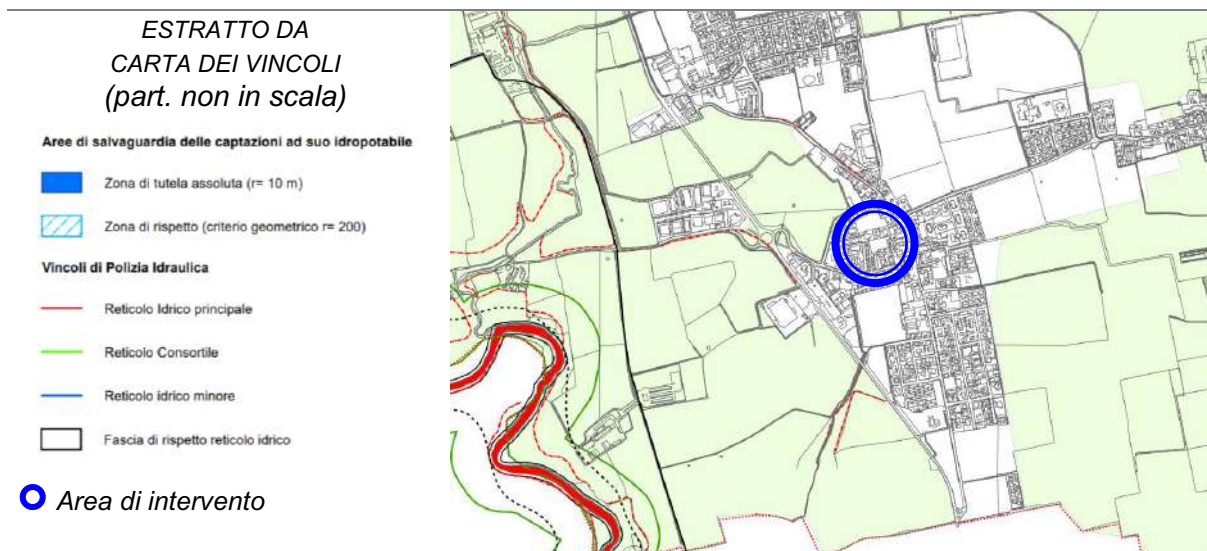 ESTRATTO DA
CARTA DEI VINCOLI
(part. non in scala)
Aree di salvaguardia delle captazioni ad suo idropotabile
Zona di tutela assoluta (r= 10 m)
Zona di rispetto (criterio geometrico r= 200)
Vincoli di Polizia Idraulica
Reticolo Idrico principale
Reticolo Consortile
Reticolo idrico minore
Fascia di rispetto reticolo idrico
Area di intervento